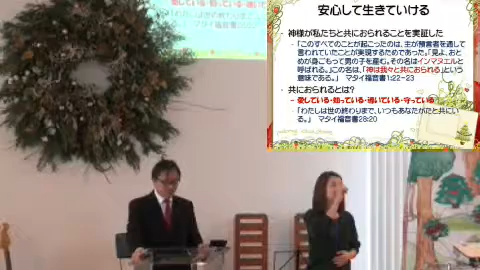 安心して生きていける
・ 神様が私たちと共におられることを実証した
- 「このすべてのことが起こったのは、主が預言者を通して
言われていたことが実現するためであった。「見よ、おと
めが身ごもって男の子を産む。その名はインマヌエルと
呼ばれる。」この名は、「神は我々と共におられる」という
意味である。」 マタイ福音書1:22-23
・ 共におられるとは?
- 愛している・知っている・導いている・守っている
- 「わたしは世の終わりまで、いつもあなたがたと共にい
る。」 マタイ福音書28:20